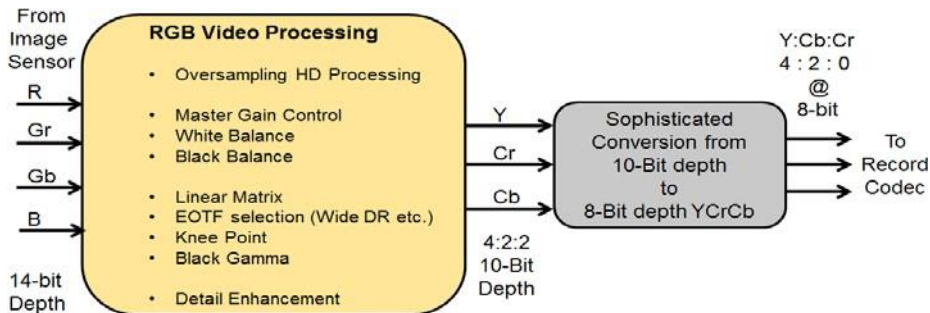 From
Image
Sensor
R
Gr
Gb
B
14-bit
Depth
RGB Video Processing
• Oversampling HD Processing
• Master Gain Control
• White Balance
• Black Balance
• Linear Matrix
• EOTF selection (Wide DR etc.)
• Knee Point
• Black Gamma
• Detail Enhancement
Y
Cr
Cb
4:2:2
10-Bit
Depth
Sophisticated
Conversion from
10-Bit depth
to
8-Bit depth YCrCb
Y:Cb:Cr
4 : 2 : 0
@
8-bit
To
Record
Codec